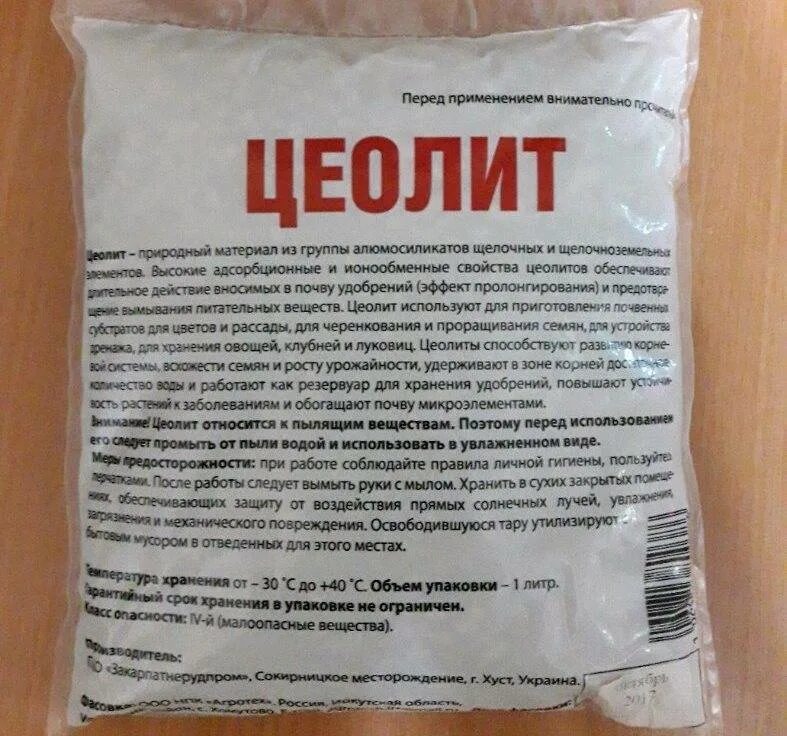 Перед применением внимательно
ЦЕОЛИТ
Цеолит – природный материал из группы алюмосиликатов щелочных и щелочноземельных
элементов. Высокие адсорбционные и ионообменные свойства цеолитов обеспечивают
длительное действие вносимых в почву удобрений (эффект пролонгирования) и предотвра-
щение вымывания питательных веществ. Цеолит используют для приготовления почвенных
субстратов для цветов и рассады, для черенкования и проращивания семян, для устройства
дренажа, для хранения овощей, клубней и луковиц. Цеолиты способствуют развитию корне-
вой системы, всхожести семян и росту урожайности, удерживают в зоне корней
количество воды и работают как резервуар для хранения удобрений, повышают устойчи-
вость растений к заболеваниям и обогащают почву микроэлементами.
Внимание! Цеолит относится к пылящим веществам. Поэтому перед использованием
его следует промыть от пыли водой и использовать в увлажненном виде.
Меры предосторожности: при работе соблюдайте правила личной гигиены, пользуйтесь
перчатками. После работы следует вымыть руки с мылом. Хранить в сухих закрытых помеще-
ниях, обеспечивающих защиту от воздействия прямых солнечных лучей, увлажнения,
загрязнения и механического повреждения. Освободившуюся тару утилизируют с
бытовым мусором в отведенных для этого местах.
Температура хранения от – 30 ˚С до +40 ˚С. Объем упаковки – 1 литр.
Гарантийный срок хранения в упаковке не ограничен.
Класс опасности: IV-й (малоопасные вещества).
Производитель:
ПО «Закарпатнерудпром», Сокирницкое месторождение, г. Хуст, Украина.
Фасовка: ООО НПК «Агротех», Россия, Иркутская область,
с. Хомутово,
октябрь
2017